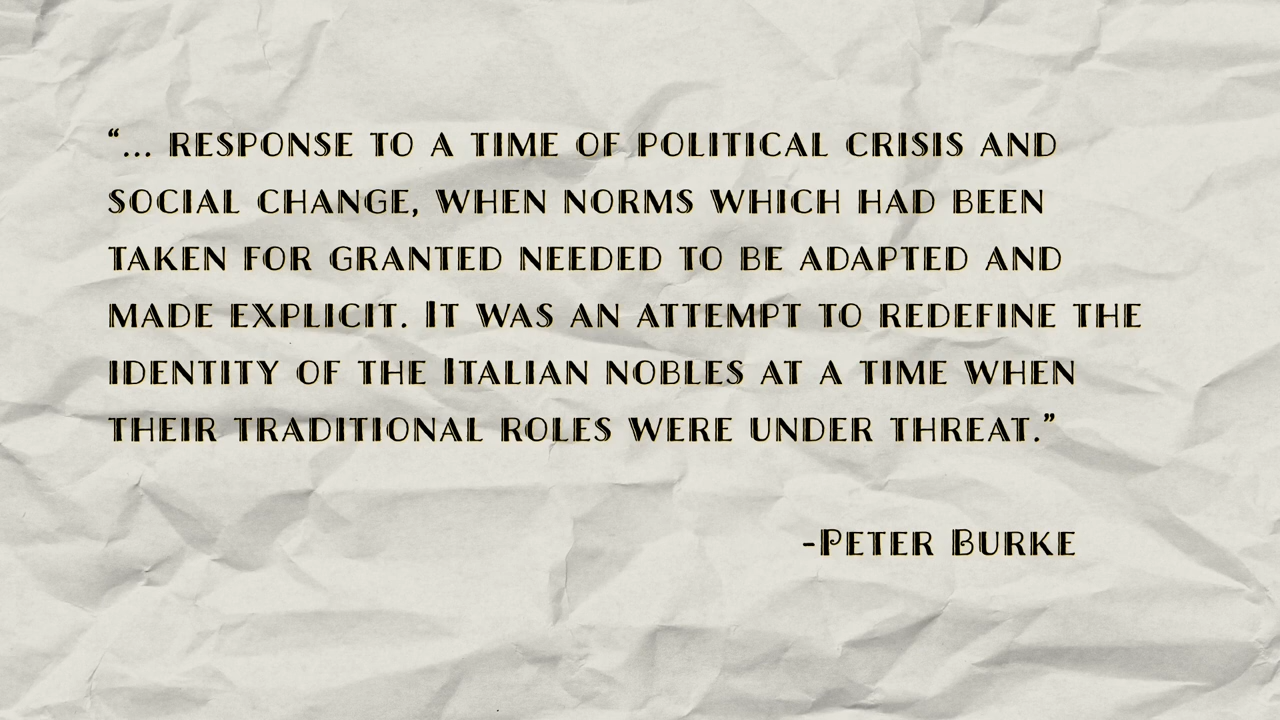 “... response to a time of political crisis and
social change, when norms which had been
taken for granted needed to be adapted and
made explicit. It was an attempt to redefine the
identity of the Italian nobles at a time when
their traditional roles were under threat.”
-Peter Burke